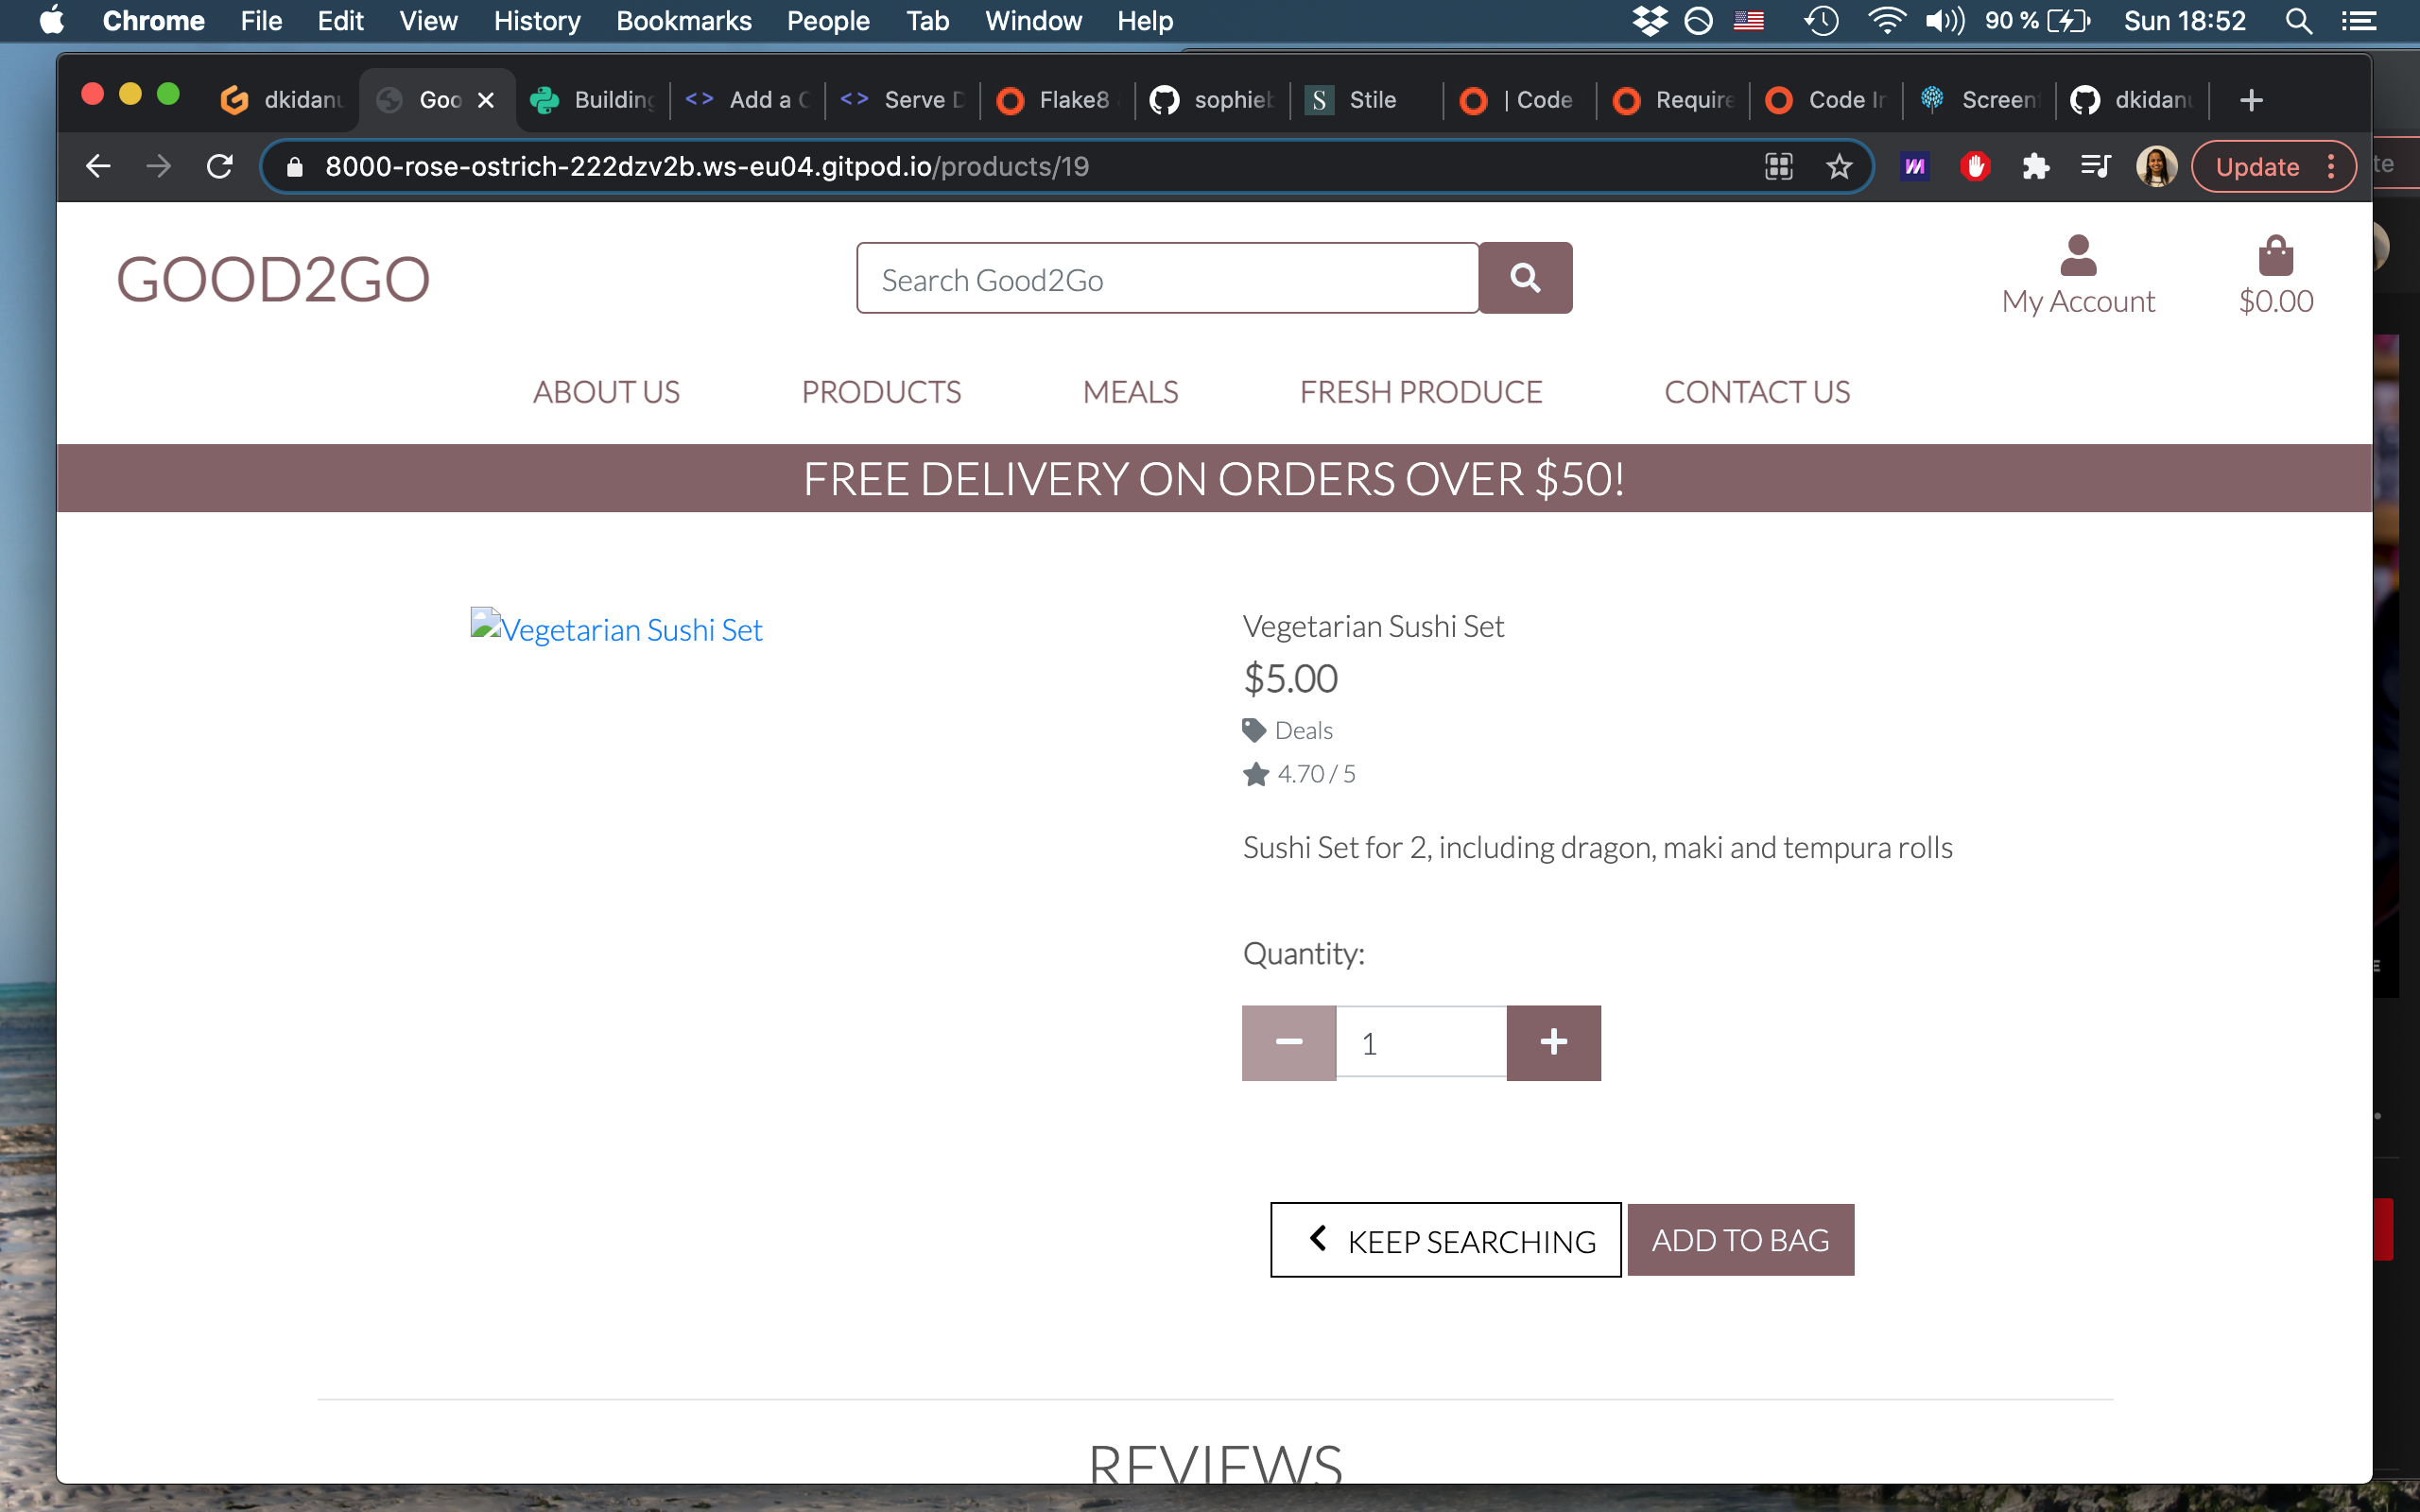 Chrome File Edit View History Bookmarks People Tab Window Help 90 % Sun 18:52
dkidanu Goo Building Add a C Serve D Flake8 sophieb Stile | Code Require Code In Screen dkidanu
8000-rose-ostrich-222dzv2b.ws-eu04.gitpod.io/products/19 Update
GOOD2GO
Search Good2Go
My Account
$0.00
ABOUT US PRODUCTS MEALS FRESH PRODUCE CONTACT US
FREE DELIVERY ON ORDERS OVER $50!
Vegetarian Sushi Set
Vegetarian Sushi Set
$5.00
Deals
4.70 / 5
Sushi Set for 2, including dragon, maki and tempura rolls
Quantity:
1
KEEP SEARCHING
ADD TO BAG
REVIEWS